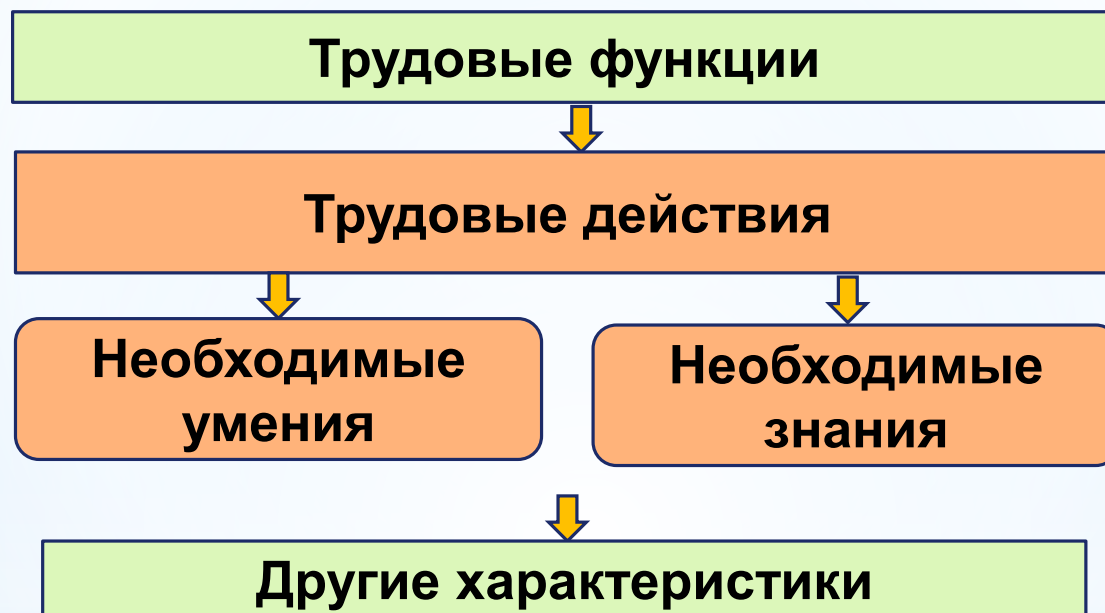 Трудовые функции
Трудовые действия
Необходимые
умения
Необходимые
знания
Другие характеристики